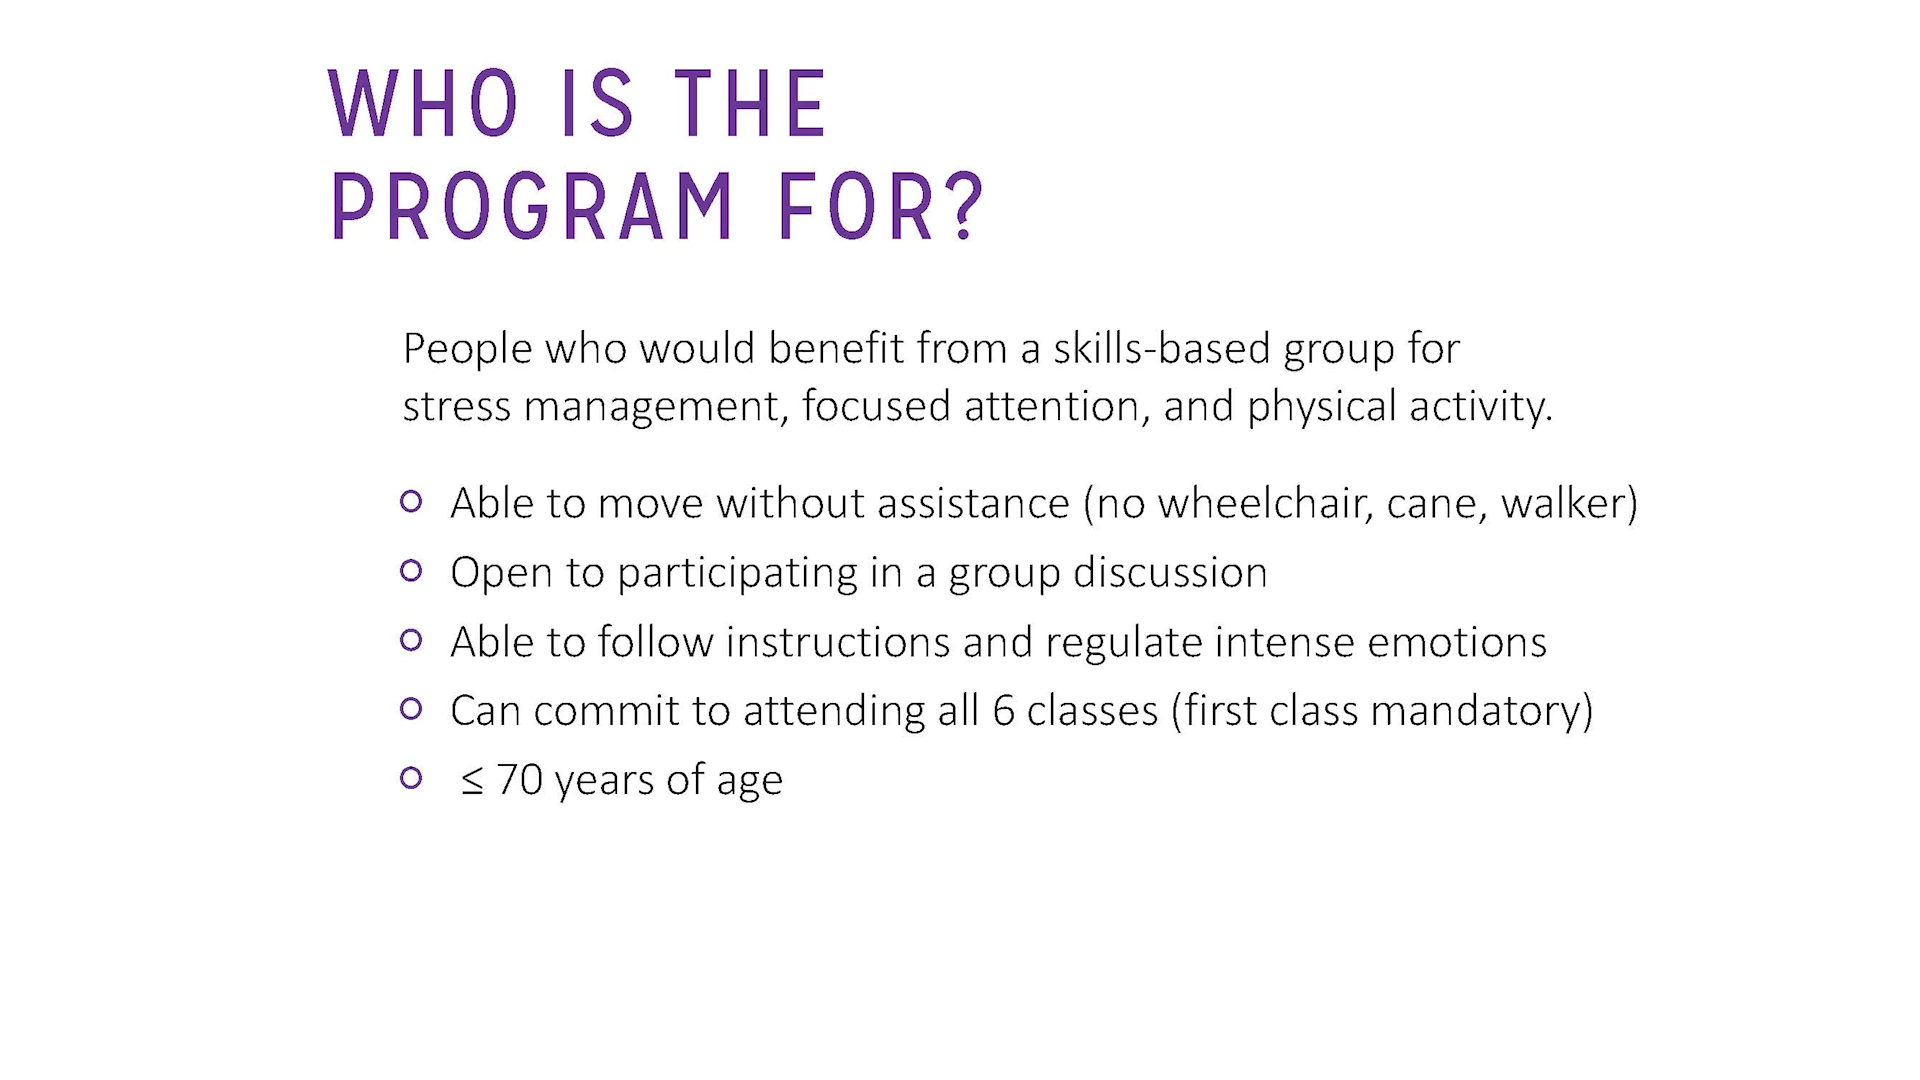 WHO IS THE
PROGRAM FOR?
People who would benefit from a skills-based group for
stress management, focused attention, and physical activity.
Able to move without assistance (no wheelchair, cane, walker)
Open to participating in a group discussion
Able to follow instructions and regulate intense emotions
Can commit to attending all 6 classes (first class mandatory)
≤ 70 years of age